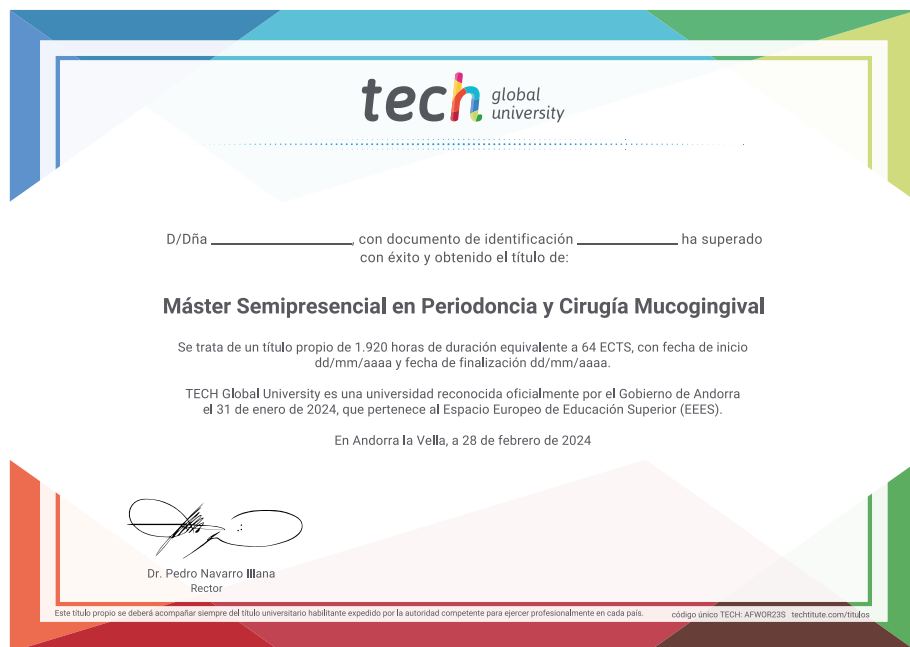 tech global
university
D/Dña ____________________, con documento de identificación ______________ ha superado
con éxito y obtenido el título de:
Máster Semipresencial en Periodoncia y Cirugía Mucogingival
Se trata de un título propio de 1.920 horas de duración equivalente a 64 ECTS, con fecha de inicio
dd/mm/aaaa y fecha de finalización dd/mm/aaaa.
TECH Global University es una universidad reconocida oficialmente por el Gobierno de Andorra
el 31 de enero de 2024, que pertenece al Espacio Europeo de Educación Superior (EEES).
En Andorra la Vella, a 28 de febrero de 2024
Dr. Pedro Navarro Illana
Rector
Este título propio se deberá acompañar siempre del título universitario habilitante expedido por la autoridad competente para ejercer profesionalmente en cada país.
código único TECH: AFWOR23S techtitute.com/titulos